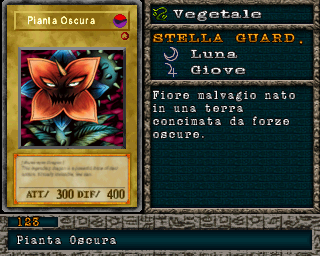 Pianta Oscura
ATT/ 300 DIF/ 400
Vegetale
STELLA GUARD.
Luna
Giove
Fiore malvagio nato
in una terra
concimata da forze
oscure.
123
Pianta Oscura